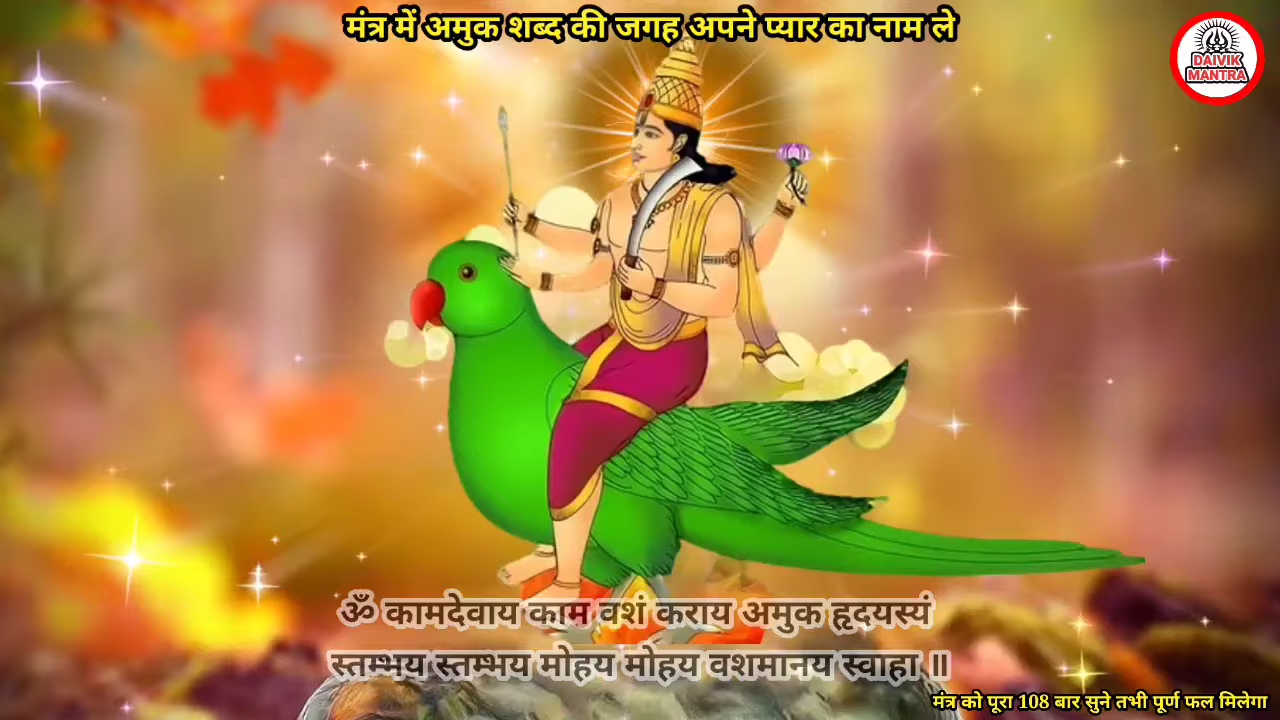 मंत्र में अमुक शब्द की जगह अपने प्यार का नाम ले
DAIVIK
MANTRA
ॐ कामदेवाय काम वशं कराय अमुक हृदयस्यं
स्तम्भय स्तम्भय मोहय मोहय वशमानय स्वाहा ॥
मंत्र को पूरा 108 बार सुने तभी पूर्ण फल मिलेगा